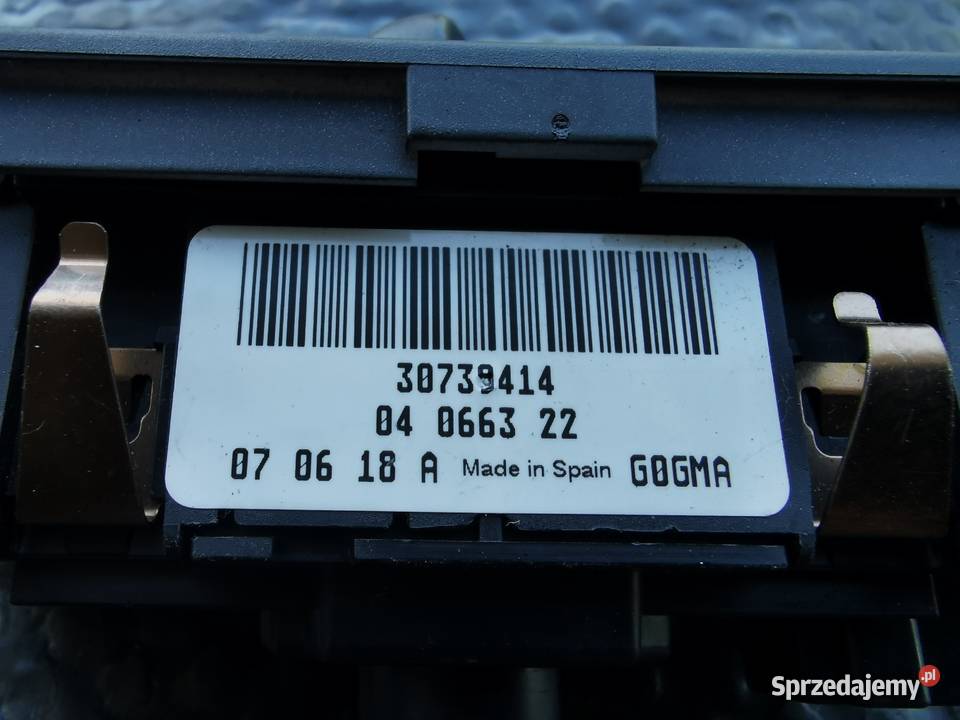 30739414
04 0663 22
07 06 18 A Made in Spain G0GMA
Sprzedajemy.pl